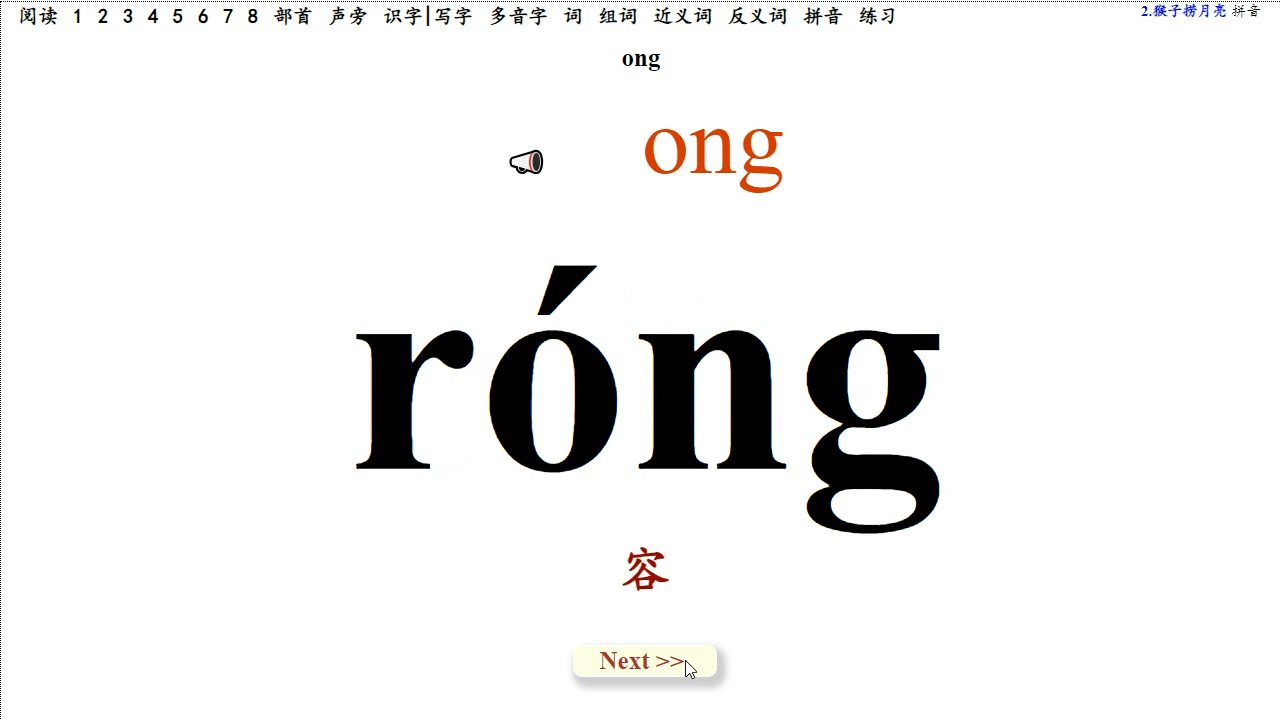 阅读 1 2 3 4 5 6 7 8 部首 声旁 识字|写字 多音字 词 组词 近义词 反义词 拼音 练习
2.猴子捞月亮 拼音
ong
ong
róng
容
Next >>